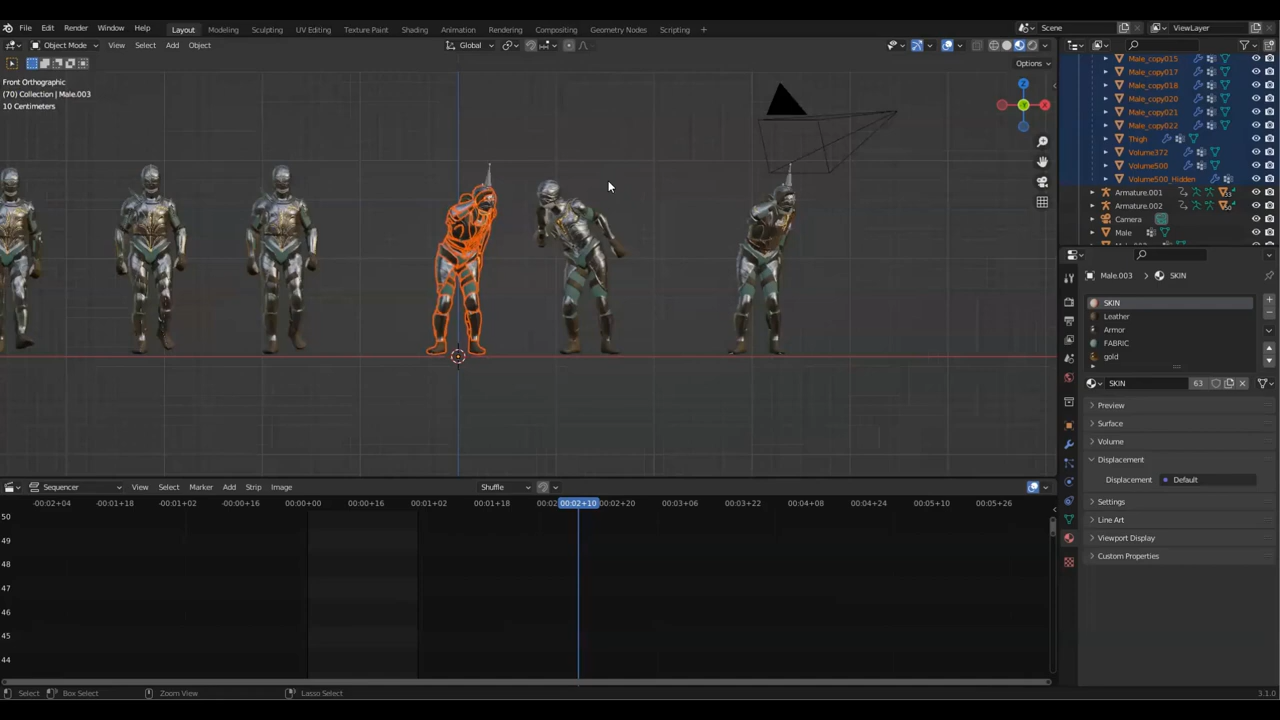 File Edit Render Window Help Layout Modeling Sculpting UV Editing Texture Paint Shading Animation Rendering Compositing Geometry Nodes Scripting + Scene ViewLayer
Object Mode View Select Add Object Global
Options
Front Orthographic
(70) Collection | Male.003
10 Centimeters
Z
Male_copy015
Male_copy017
Male_copy018
Male_copy020
Male_copy021
Male_copy022
Thigh
Volume372
Volume500
Volume500_Hidden
Armature.001
Armature.002
Camera
Male
Male.003 > SKIN
SKIN
Leather
Armor
FABRIC
gold
SKIN 63
Preview
Surface
Volume
Displacement
Displacement Default
Settings
Line Art
Viewport Display
Custom Properties
Sequencer View Select Marker Add Strip Image Shuffle
-00:02+04 -00:01+18 -00:01+02 -00:00+16 00:00+00 00:00+16 00:01+02 00:01+18 00:02+10 00:02+20 00:03+06 00:03+22 00:04+08 00:04+24 00:05+10 00:05+26
50
49
48
47
46
45
44
Select Box Select Zoom View Lasso Select 3.1.0